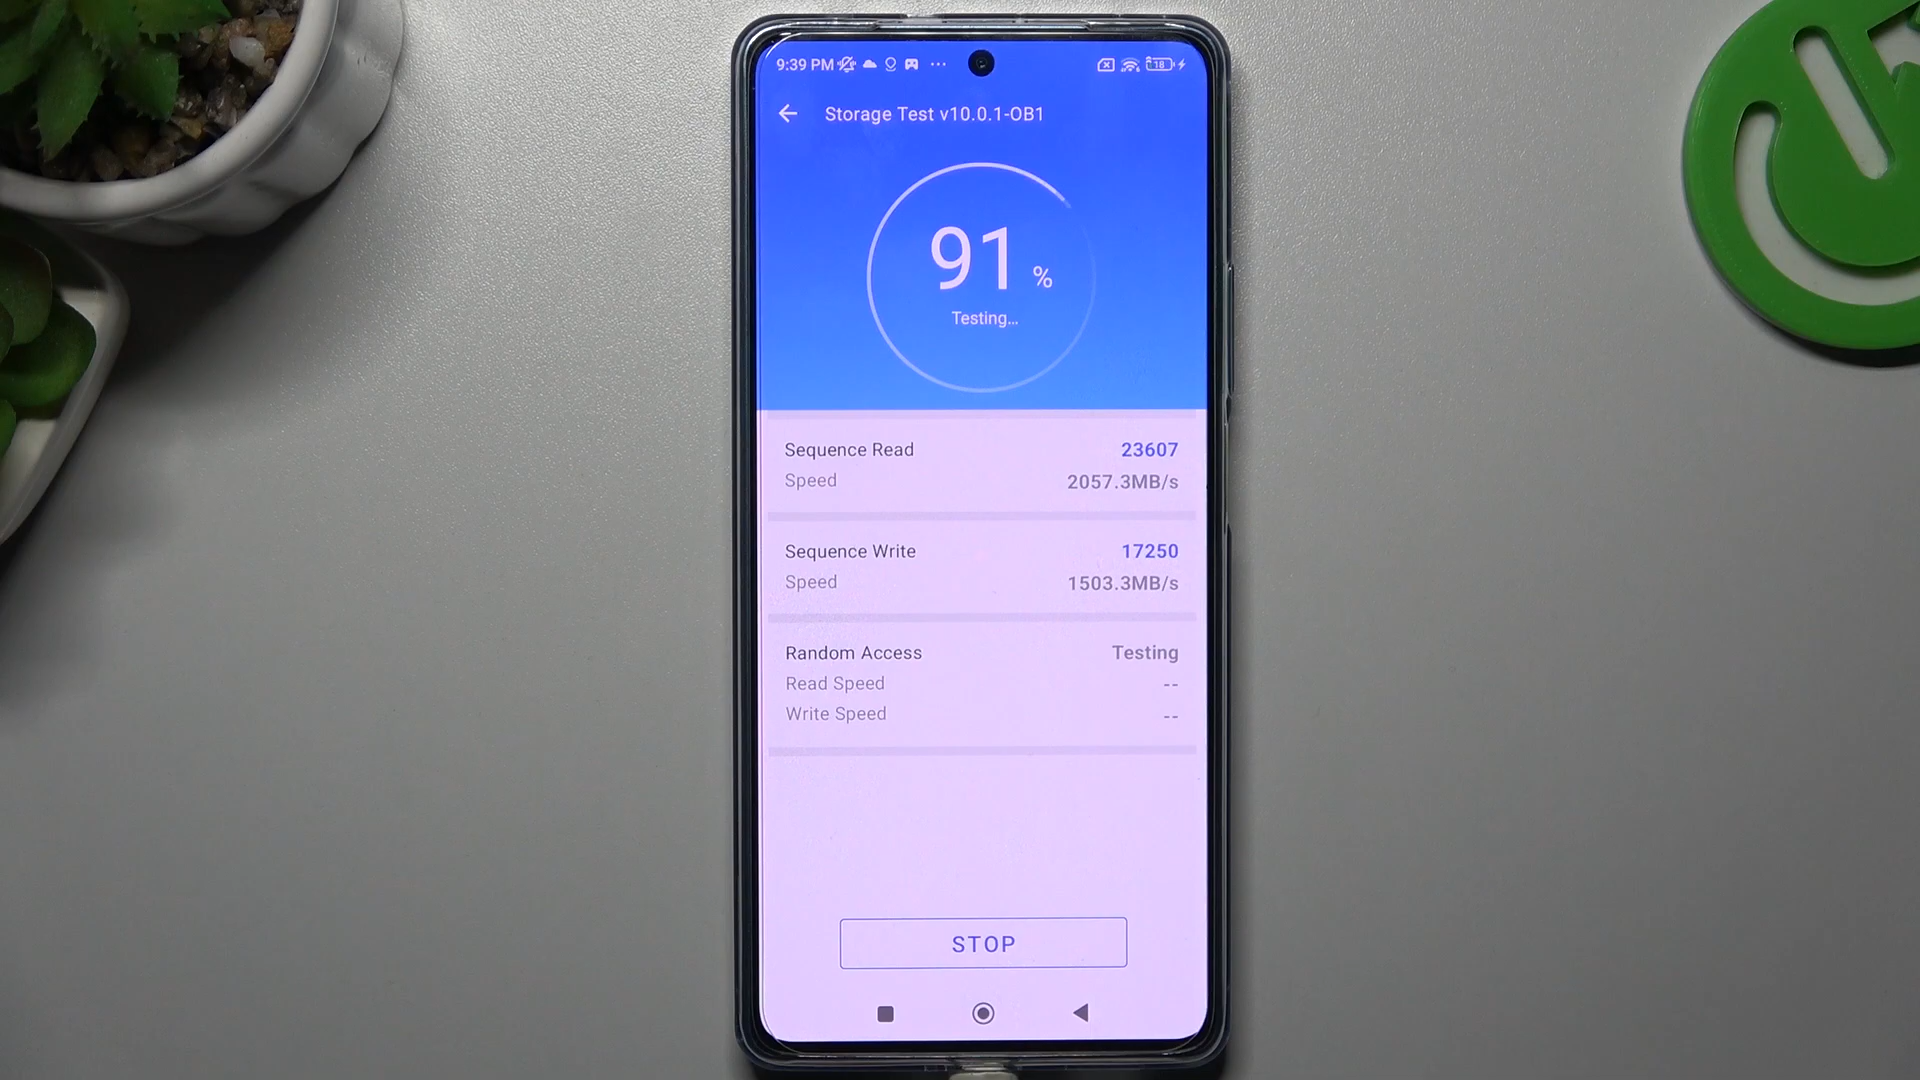 9:39 PM 18
Storage Test v10.0.1-OB1
91 %
Testing...
Sequence Read 23607
Speed 2057.3MB/s
Sequence Write 17250
Speed 1503.3MB/s
Random Access Testing
Read Speed --
Write Speed --
STOP